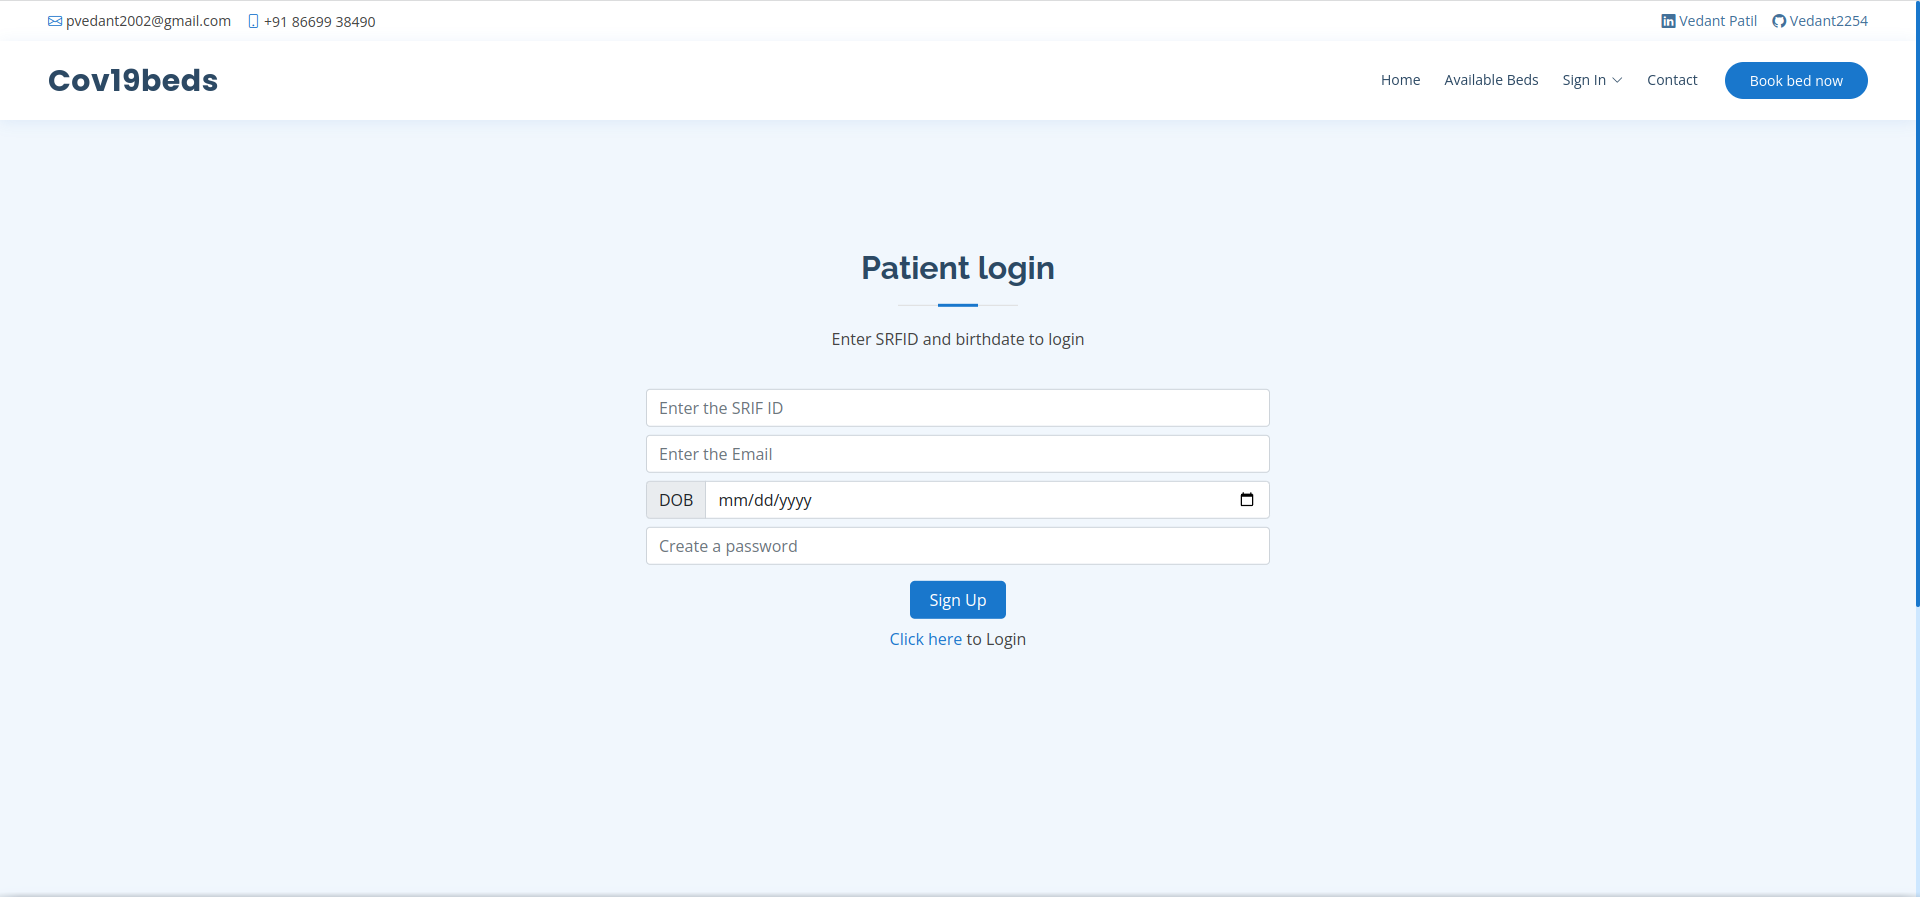 pvedant2002@gmail.com +91 86699 38490 Vedant Patil Vedant2254
Cov19beds Home Available Beds Sign In Contact Book bed now
Patient login
Enter SRFID and birthdate to login
Enter the SRIF ID
Enter the Email
DOB mm/dd/yyyy
Create a password
Sign Up
Click here to Login